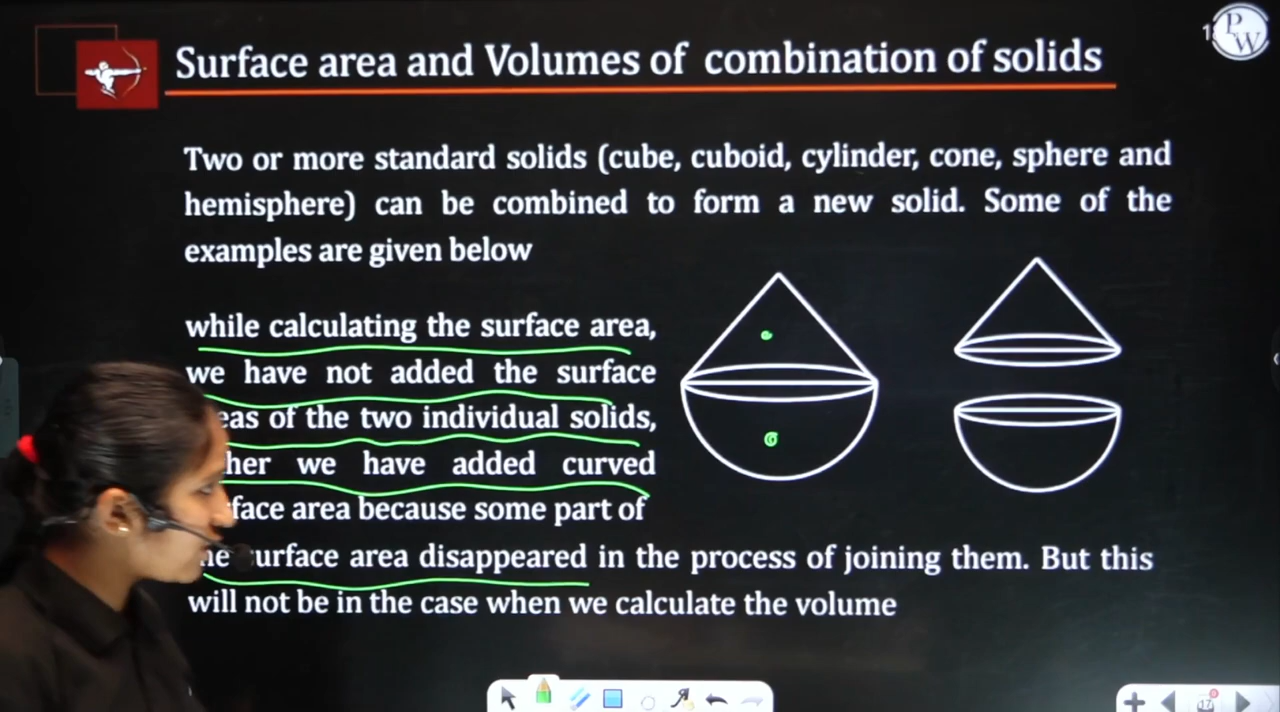 Surface area and Volumes of combination of solids
PW
Two or more standard solids (cube, cuboid, cylinder, cone, sphere and
hemisphere) can be combined to form a new solid. Some of the
examples are given below
while calculating the surface area,
we have not added the surface
of the two individual solids,
we have added curved
area because some part of
surface area disappeared in the process of joining them. But this
will not be in the case when we calculate the volume
17